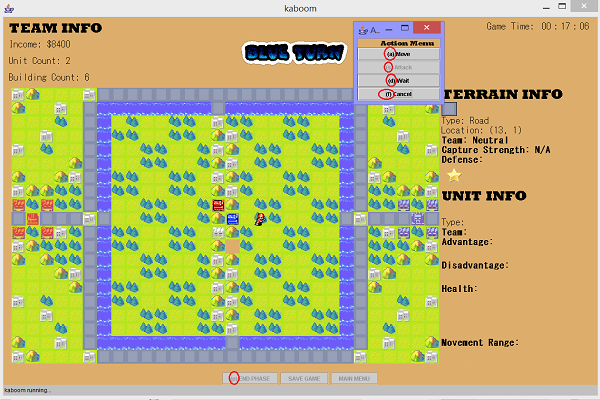 kaboom
TEAM INFO
Income: $8400
Unit Count: 2
Building Count: 6
BLUE TURN
A...
Action Menu
(a) Move
Attack
(d) Wait
(f) Cancel
Game Time: 00:17:06
TERRAIN INFO
Type: Road
Location: (13, 1)
Team: Neutral
Capture Strength: N/A
Defense:
UNIT INFO
Type:
Team:
Advantage:
Disadvantage:
Health:
Movement Range:
END PHASE
SAVE GAME
MAIN MENU
kaboom running...